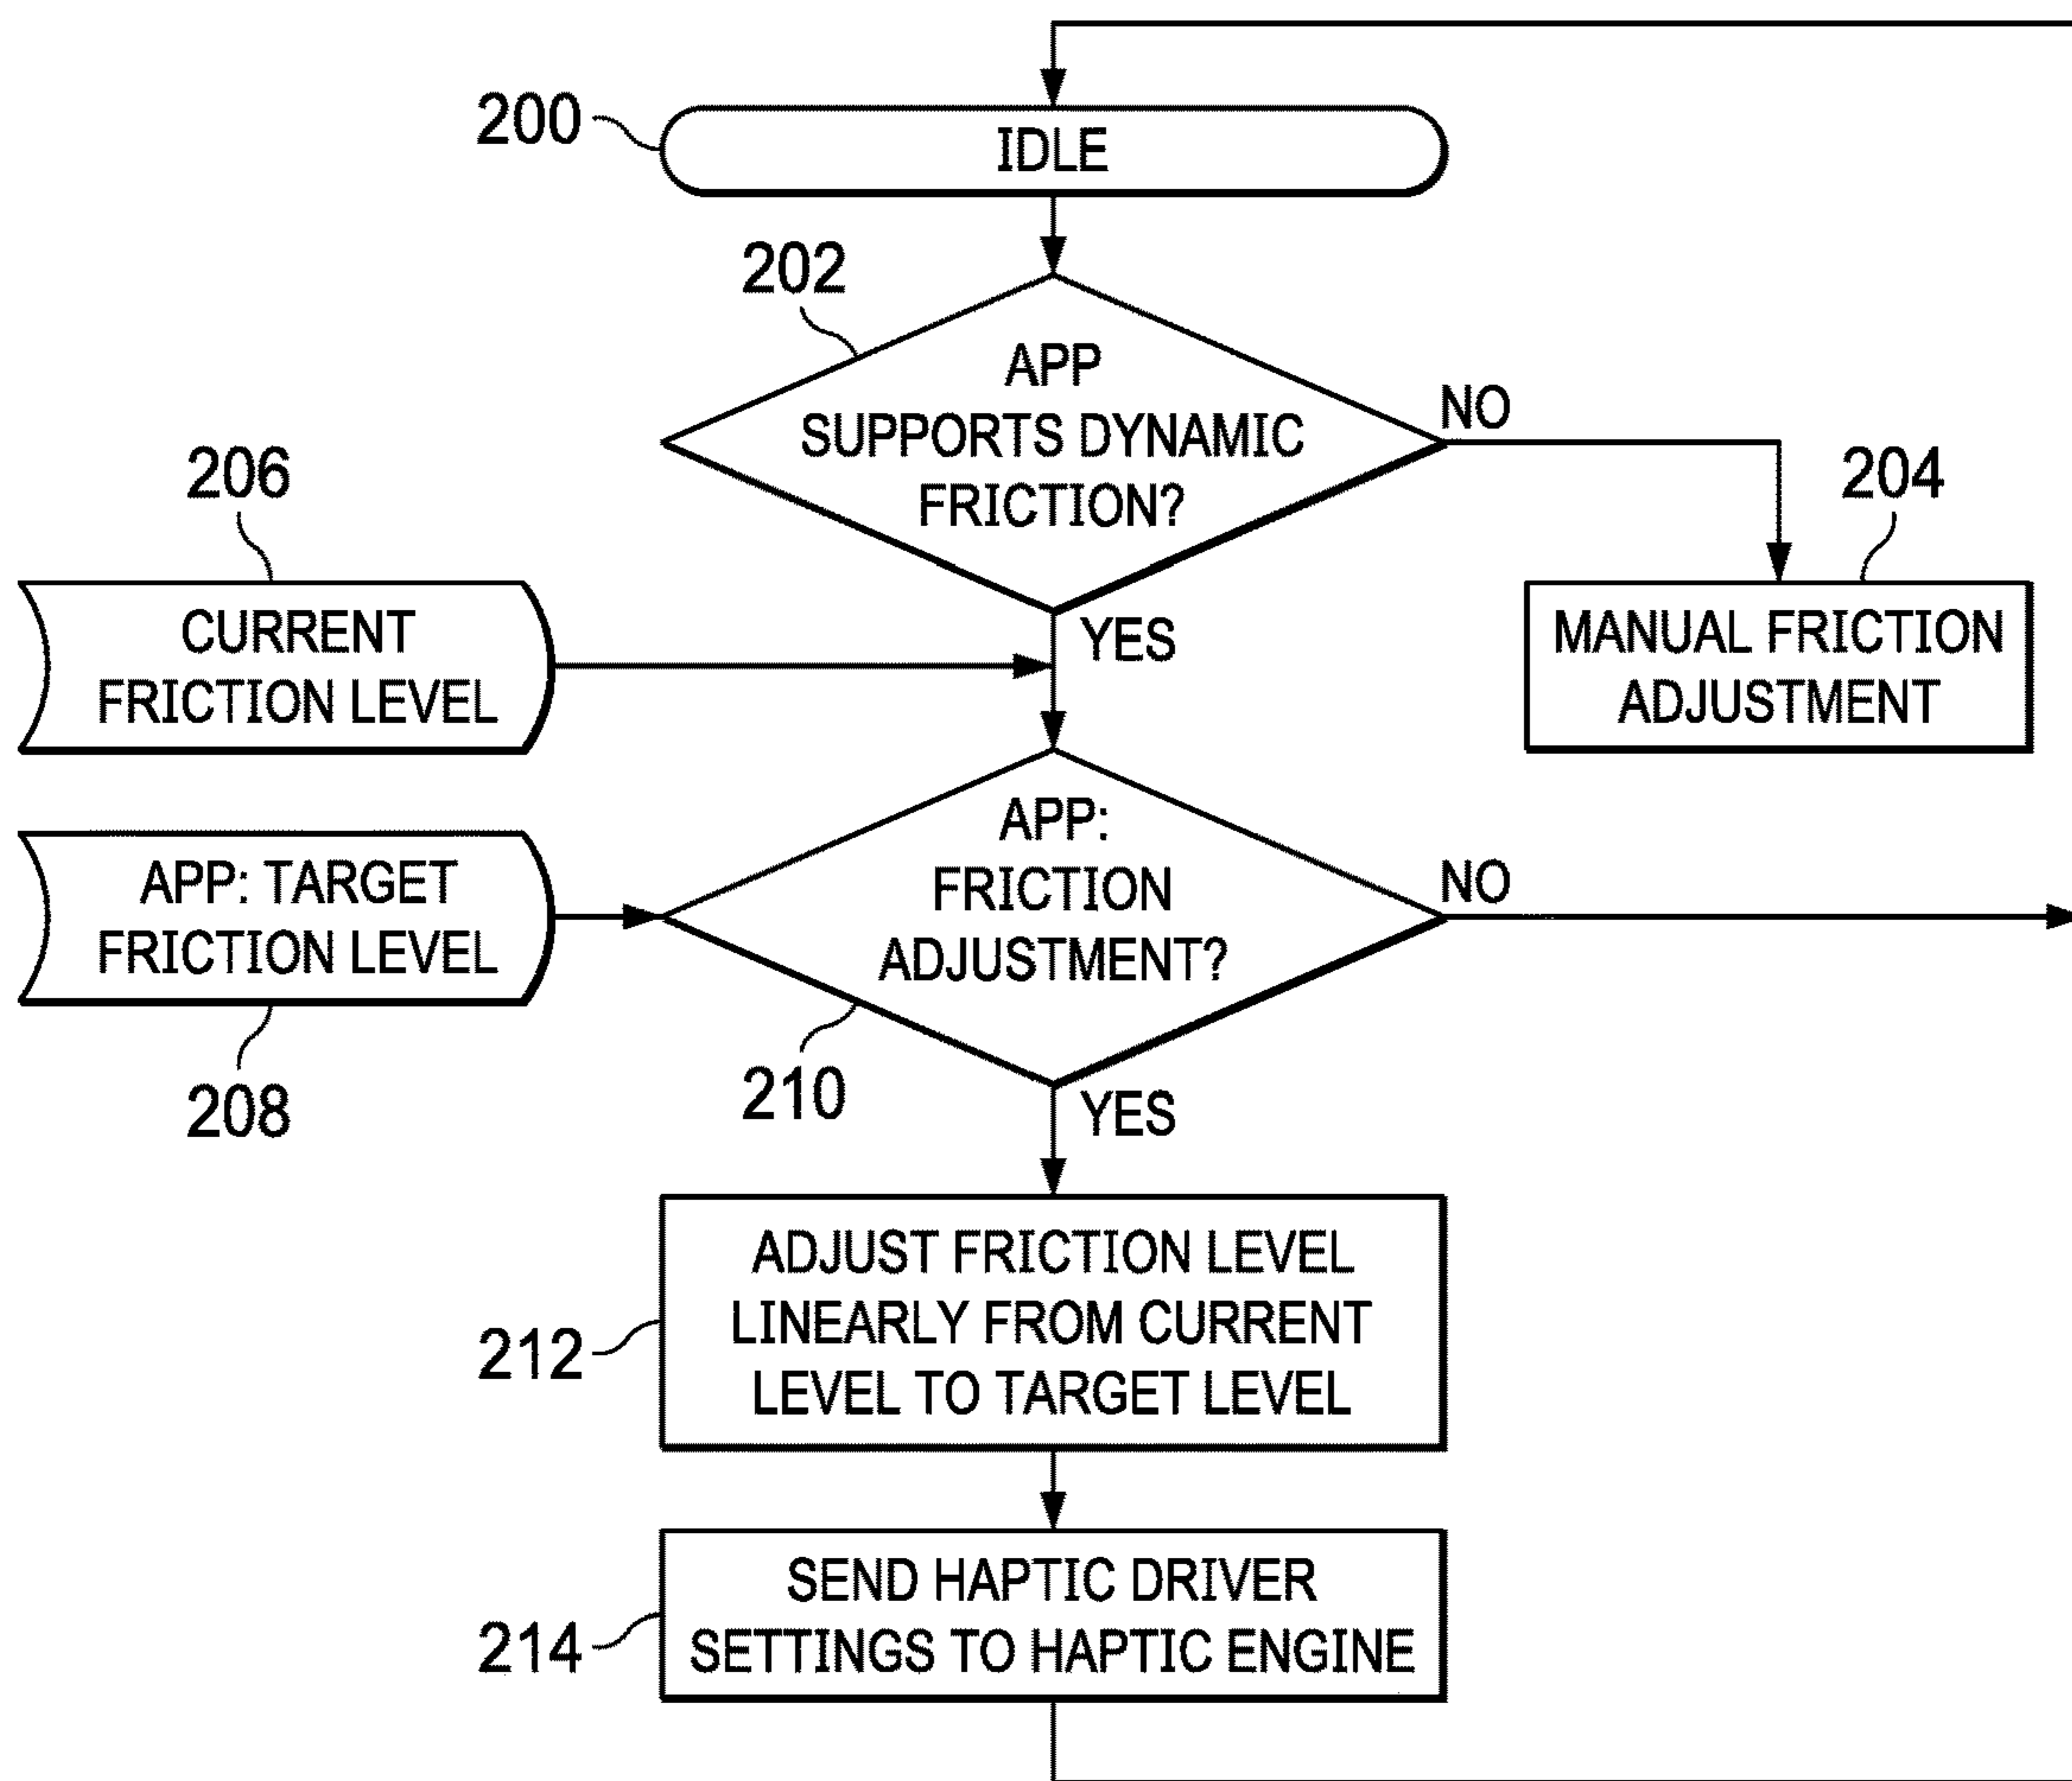 200
IDLE
202
APP
SUPPORTS DYNAMIC
FRICTION?
NO
204
MANUAL FRICTION
ADJUSTMENT
206
CURRENT
FRICTION LEVEL
YES
APP: TARGET
FRICTION LEVEL
208
APP:
FRICTION
ADJUSTMENT?
NO
210
YES
212
ADJUST FRICTION LEVEL
LINEARLY FROM CURRENT
LEVEL TO TARGET LEVEL
214
SEND HAPTIC DRIVER
SETTINGS TO HAPTIC ENGINE